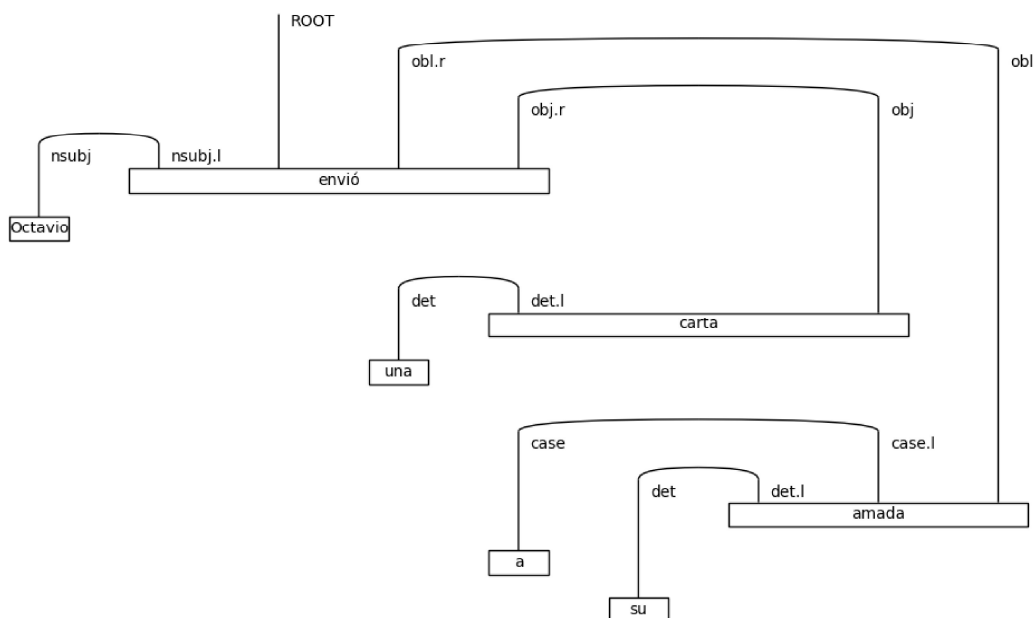 ROOT
obl.r obl
obj.r obj
nsubj nsubj.l
envió
Octavio
det det.l
carta
una
case case.l
det det.l
amada
a
su